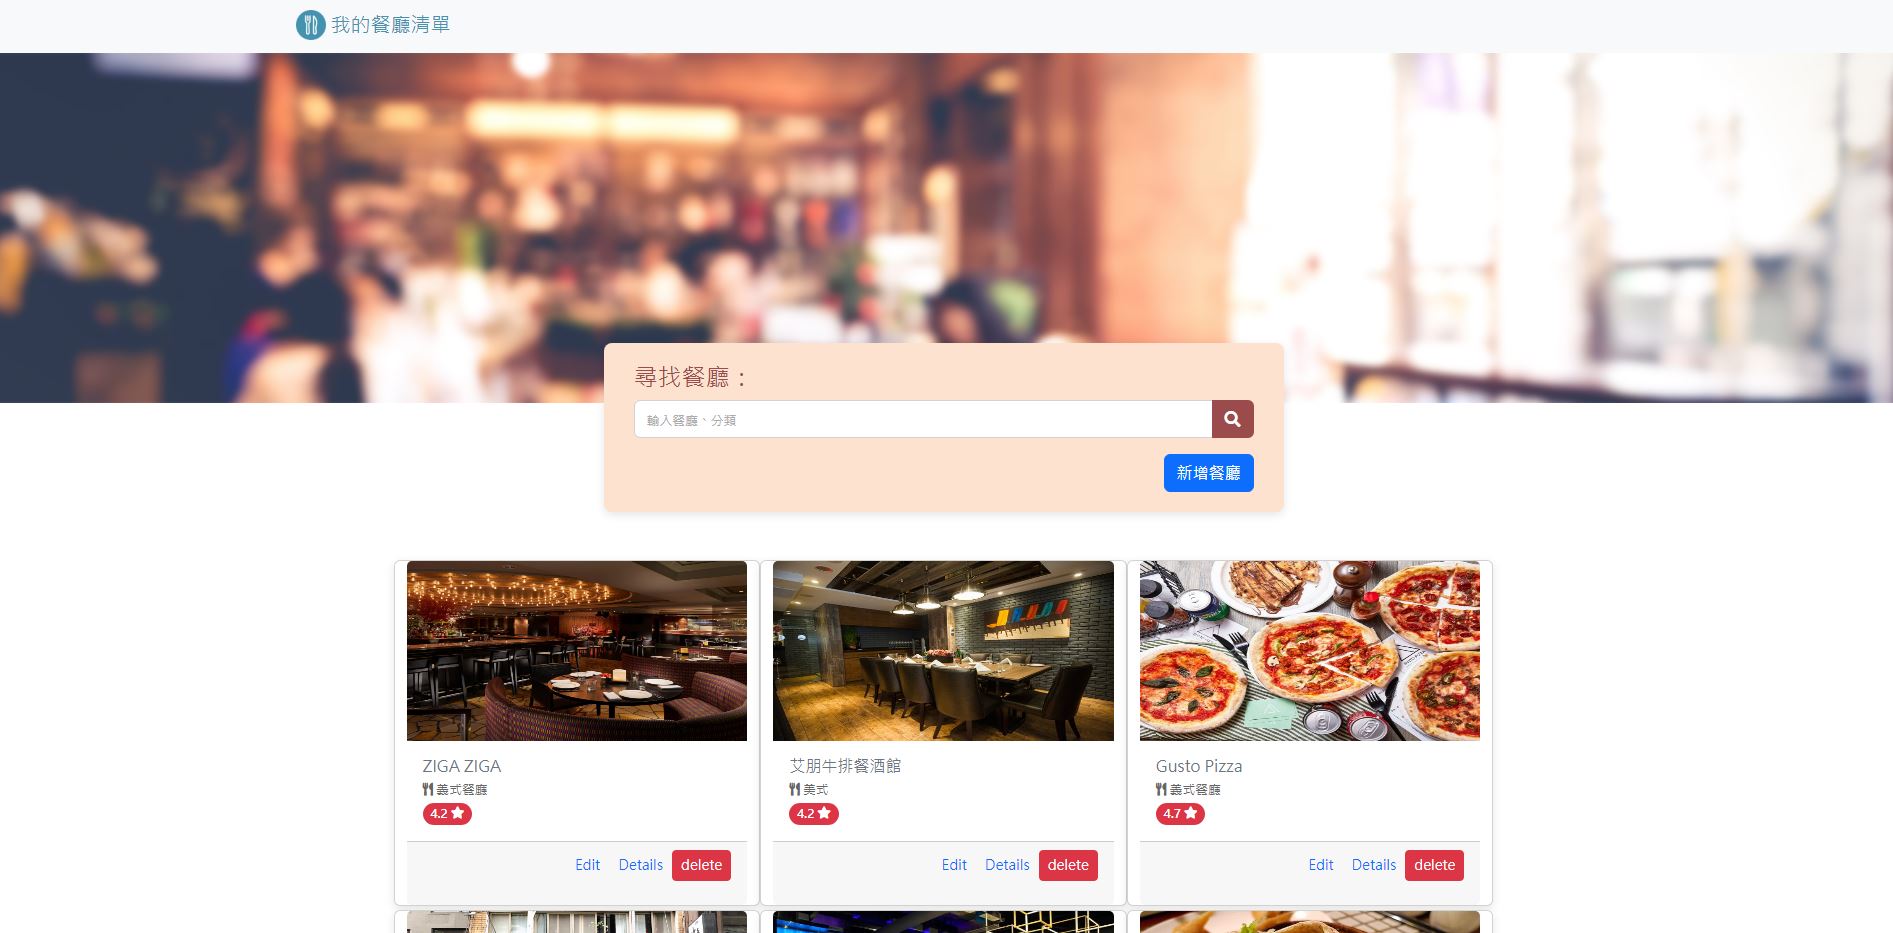 我的餐廳清單
尋找餐廳：
輸入餐廳、分類
新增餐廳
ZIGA ZIGA
義式餐廳
4.2
Edit Details delete
艾朋牛排餐酒館
美式
4.2
Edit Details delete
Gusto Pizza
義式餐廳
4.7
Edit Details delete